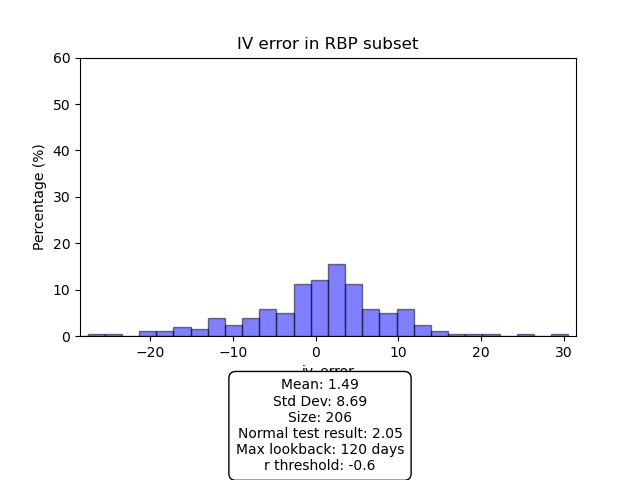 IV error in RBP subset
Percentage (%)
60
50
40
30
20
10
0
−20 −10 0 10 20 30
iv_error
Mean: 1.49
Std Dev: 8.69
Size: 206
Normal test result: 2.05
Max lookback: 120 days
r threshold: -0.6